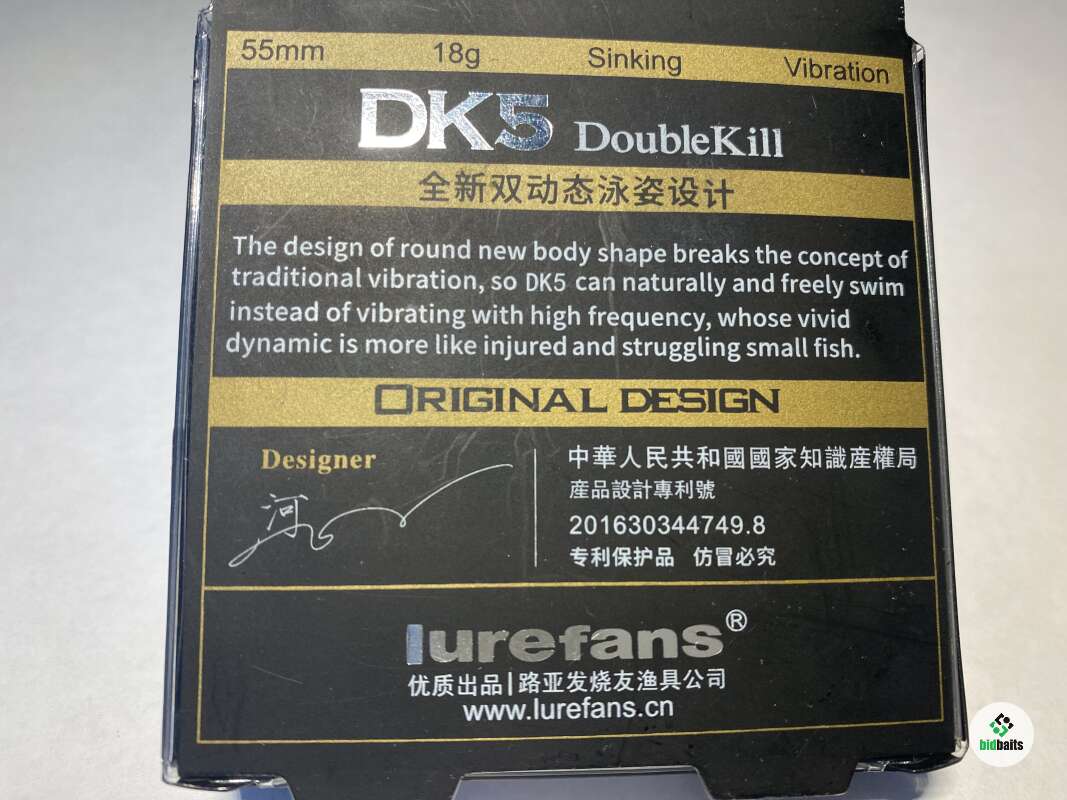 55mm 18g Sinking Vibration
DK5 DoubleKill
全新双动态泳姿设计
The design of round new body shape breaks the concept of
traditional vibration, so DK5 can naturally and freely swim
instead of vibrating with high frequency, whose vivid
dynamic is more like injured and struggling small fish.
ORIGINAL DESIGN
Designer
河
中華人民共和國國家知識産權局
産品設計專利號
201630344749.8
专利保护品 仿冒必究
lurefans®
优质出品|路亚发烧友渔具公司
www.lurefans.cn
bidbaits